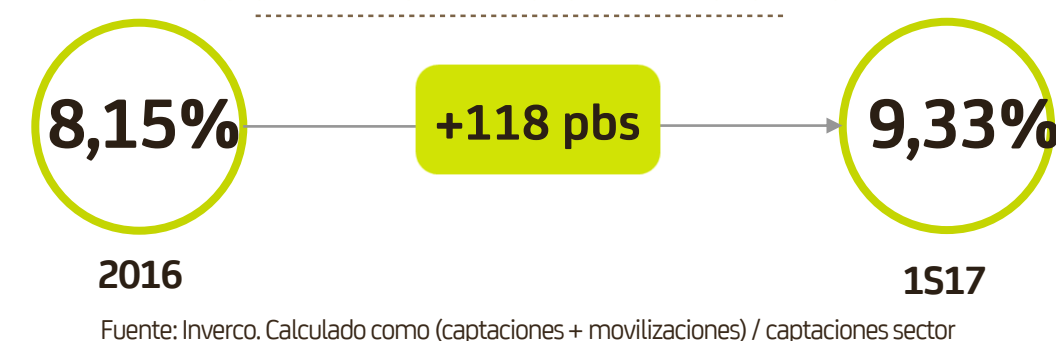 8,15% +118 pbs 9,33%
2016 1S17
Fuente: Inverco. Calculado como (captaciones + movilizaciones) / captaciones sector